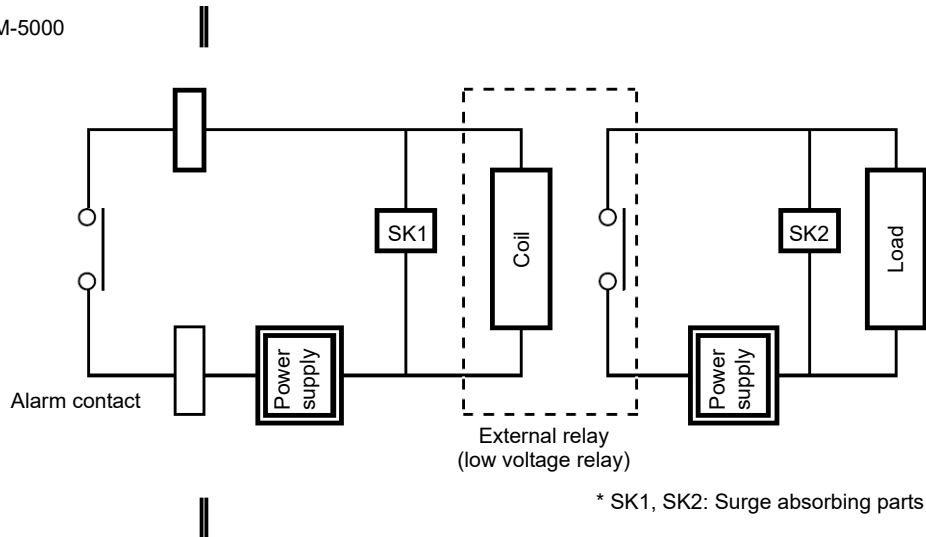 M-5000
SK1
Coil
SK2
Load
Power
supply
Power
supply
Alarm contact
External relay
(low voltage relay)
* SK1, SK2: Surge absorbing parts